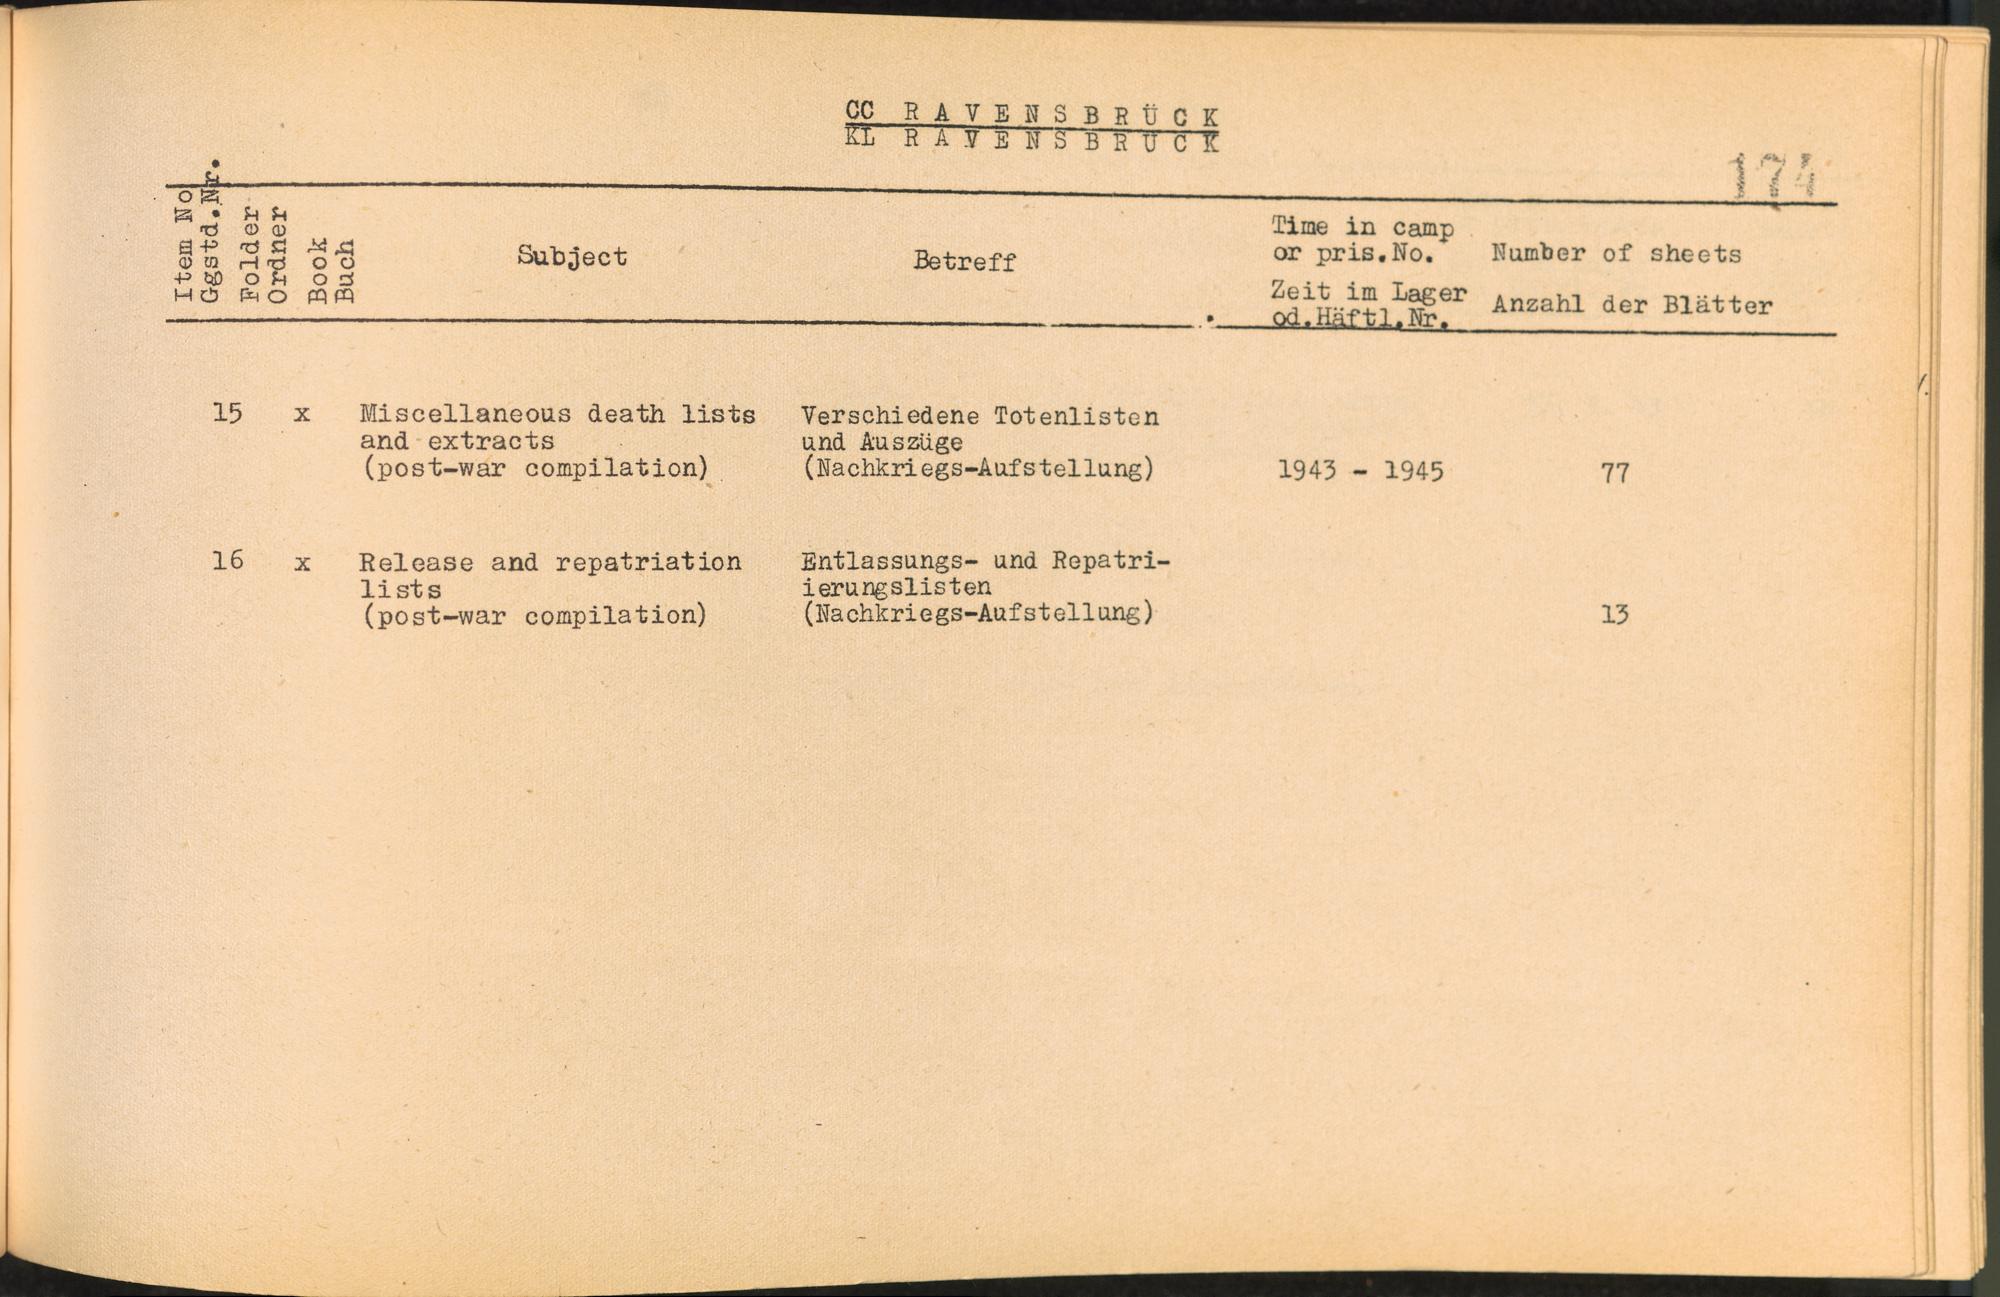 CC R A V E N S B R Ü C K
KL R A V E N S B R Ü C K
174
Item No
Ggstd.Nr.
Folder
Ordner
Book
Buch
Subject
Betreff
Time in camp
or pris.No.
Zeit im Lager
od.Häftl.Nr.
Number of sheets
Anzahl der Blätter
15 x Miscellaneous death lists Verschiedene Totenlisten
and extracts und Auszüge
(post-war compilation) (Nachkriegs-Aufstellung) 1943 - 1945 77
16 x Release and repatriation Entlassungs- und Repatri-
lists ierungslisten
(post-war compilation) (Nachkriegs-Aufstellung) 13